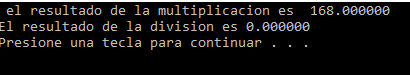 el resultado de la multiplicacion es  168.000000
El resultado de la division es 0.000000
Presione una tecla para continuar . . .